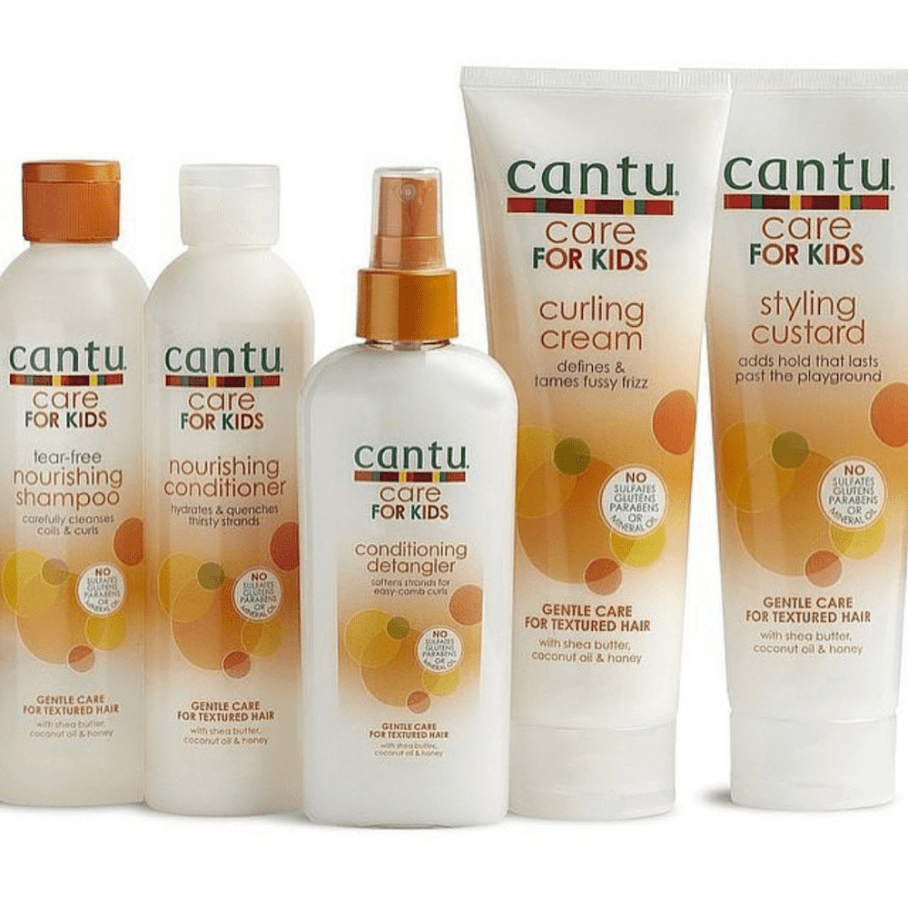 cantu
care
FOR KIDS
tear-free
nourishing
shampoo
carefully cleanses
coils & curls
NO
SULFATES
GLUTENS
PARABENS
OR
MINERAL OIL
GENTLE CARE
FOR TEXTURED HAIR
with shea butter,
coconut oil & honey
cantu
care
FOR KIDS
nourishing
conditioner
hydrates & quenches
thirsty strands
NO
SULFATES
GLUTENS
PARABENS
OR
MINERAL OIL
GENTLE CARE
FOR TEXTURED HAIR
with shea butter,
coconut oil & honey
cantu
care
FOR KIDS
conditioning
detangler
softens strands for
easy-comb curls
NO
SULFATES
GLUTENS
PARABENS
OR
MINERAL OIL
GENTLE CARE
FOR TEXTURED HAIR
with shea butter,
coconut oil & honey
cantu
care
FOR KIDS
curling
cream
defines &
tames fussy frizz
NO
SULFATES
GLUTENS
PARABENS
OR
MINERAL OIL
GENTLE CARE
FOR TEXTURED HAIR
with shea butter,
coconut oil & honey
cantu
care
FOR KIDS
styling
custard
adds hold that lasts
past the playground
NO
SULFATES
GLUTENS
PARABENS
OR
MINERAL OIL
GENTLE CARE
FOR TEXTURED HAIR
with shea butter,
coconut oil & honey